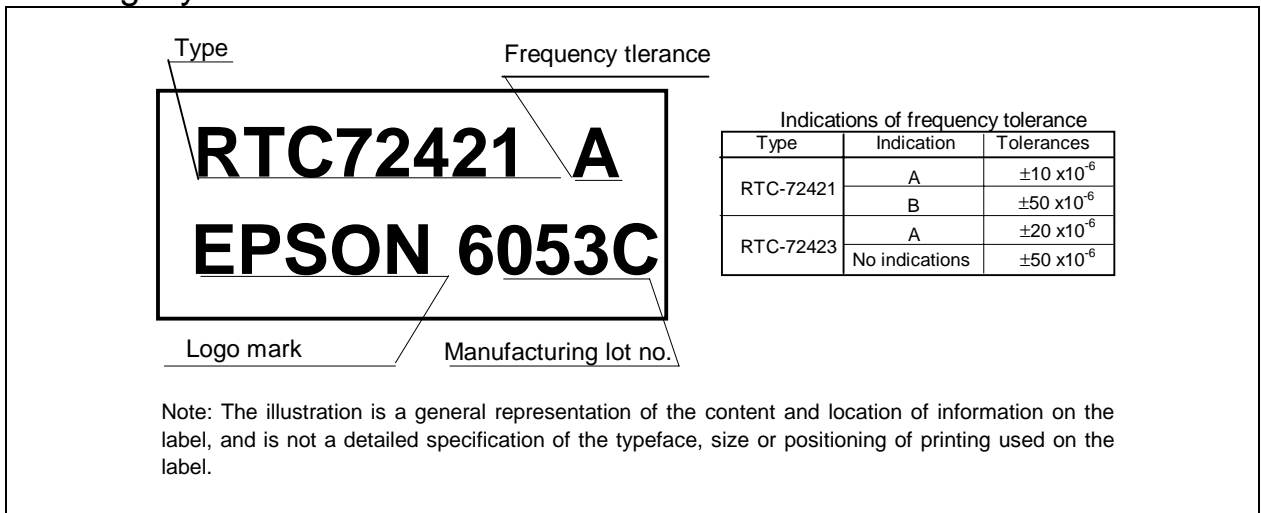 Type
Frequency tlerance
RTC72421 A
EPSON 6053C
Logo mark
Manufacturing lot no.
Indications of frequency tolerance
Type Indication Tolerances
RTC-72421 A ±10 x10-6
B ±50 x10-6
RTC-72423 A ±20 x10-6
No indications ±50 x10-6
Note: The illustration is a general representation of the content and location of information on the
label, and is not a detailed specification of the typeface, size or positioning of printing used on the
label.